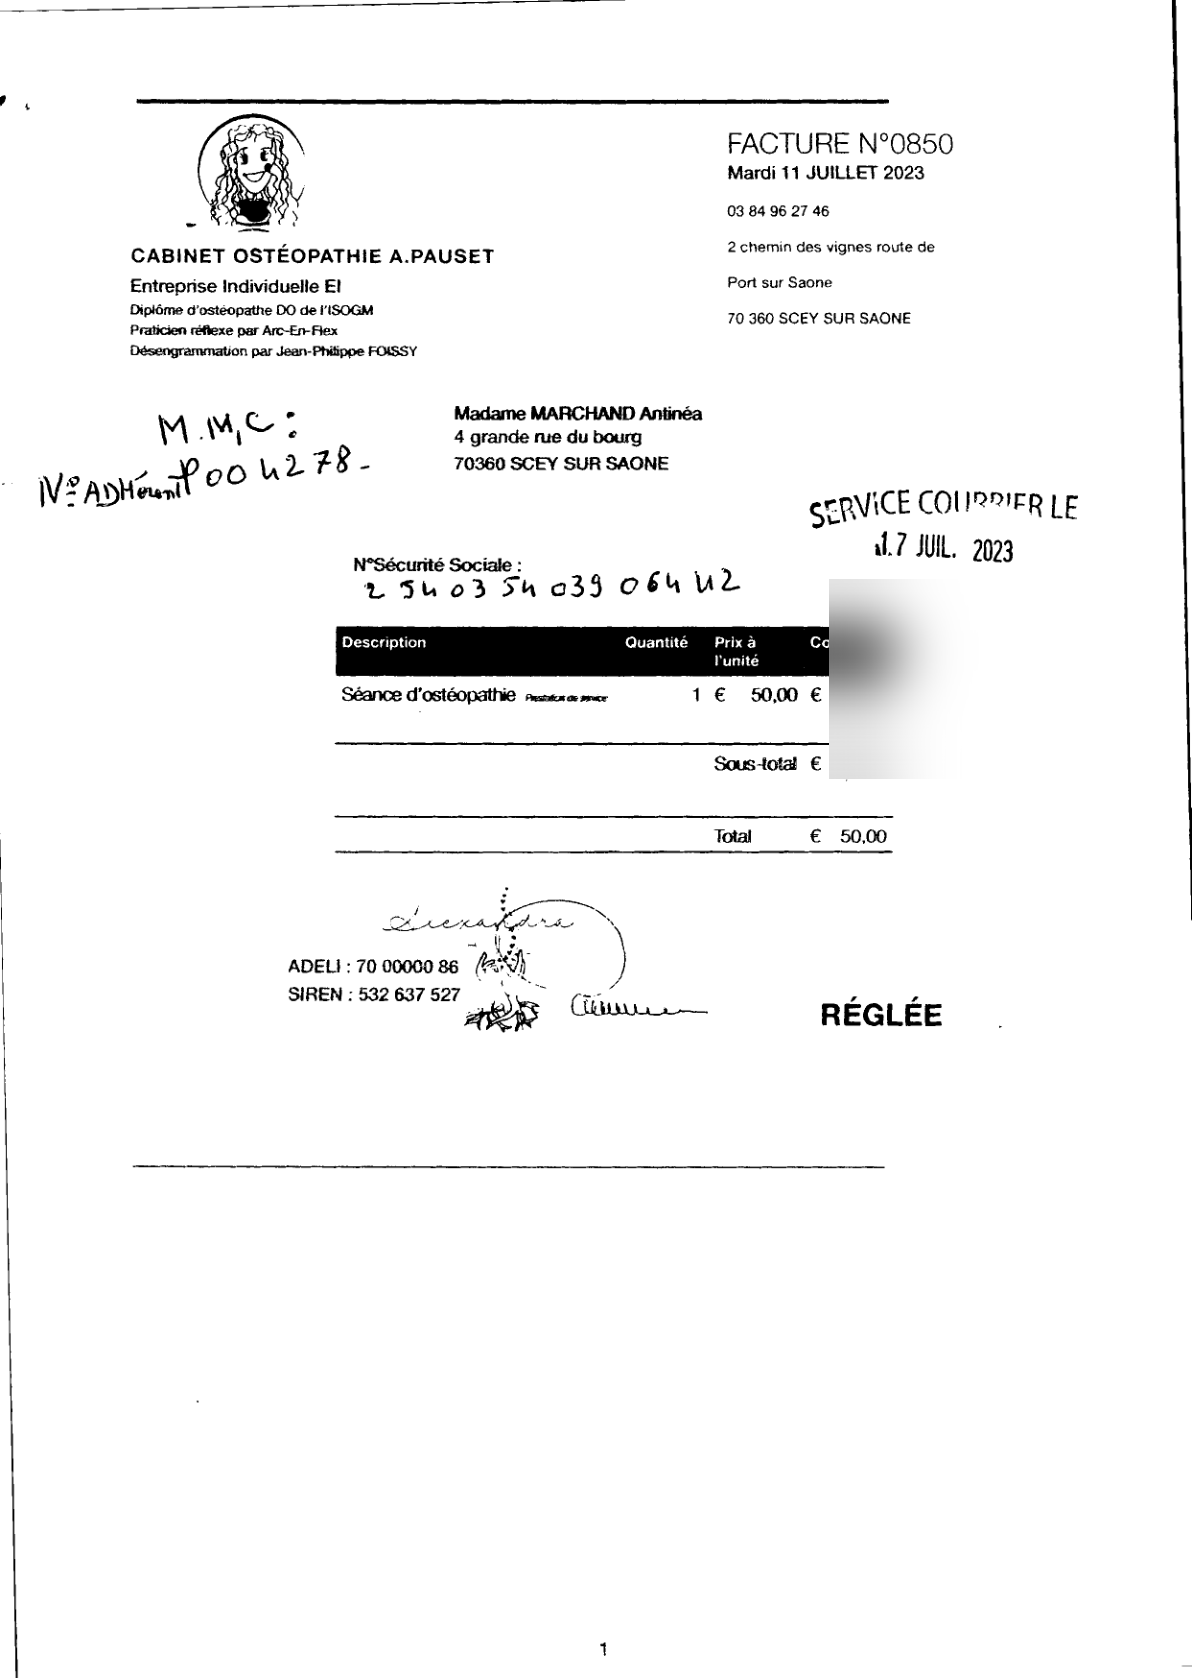 FACTURE N°0850
Mardi 11 JUILLET 2023
03 84 96 27 46
2 chemin des vignes route de
Port sur Saone
70 360 SCEY SUR SAONE
CABINET OSTÉOPATHIE A.PAUSET
Entreprise Individuelle EI
Diplôme d'ostéopathe DO de l'ISOGM
Praticien réflexe par Arc-En-Flex
Désengrammation par Jean-Philippe FOISSY
Madame MARCHAND Antinéa
4 grande rue du bourg
70360 SCEY SUR SAONE
M.M,C :
N° ADHérent P004278-
SERVICE COURRIER LE
17 JUIL. 2023
N°Sécurité Sociale :
2 54 03 54 039 064 42
Description Quantité Prix à l'unité
Séance d'ostéopathie Prestation de service 1 € 50,00 €
Sous-total €
Total € 50,00
Alexandra
ADELI : 70 00000 86
SIREN : 532 637 527
RÉGLÉE
1